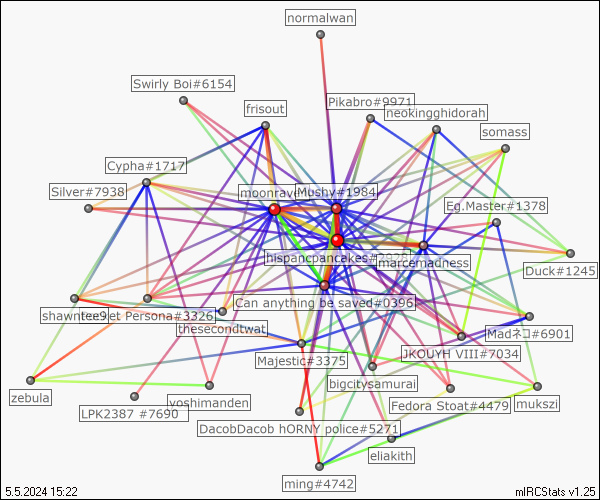 normalwan
Swirly Boi#6154
frisout
Pikabro#9971
neokingghidorah
somass
Cypha#1717
Silver#7938
Mushy#1984
Eg.Master#1378
hispancpancakes#
marcemadness
Duck#1245
Can anything be saved#0396
shawntee9
Persona#3326
thesecondtwat
Madネコ#6901
Majestic#3375
JKOUYH VIII#7034
zebula
LPK2387 #7690
yoshimanden
bigcitysamurai
Fedora Stoat#4479
mukszi
DacobDacob hORNY police#5271
eliakith
ming#4742
5.5.2024 15:22
mIRCStats v1.25